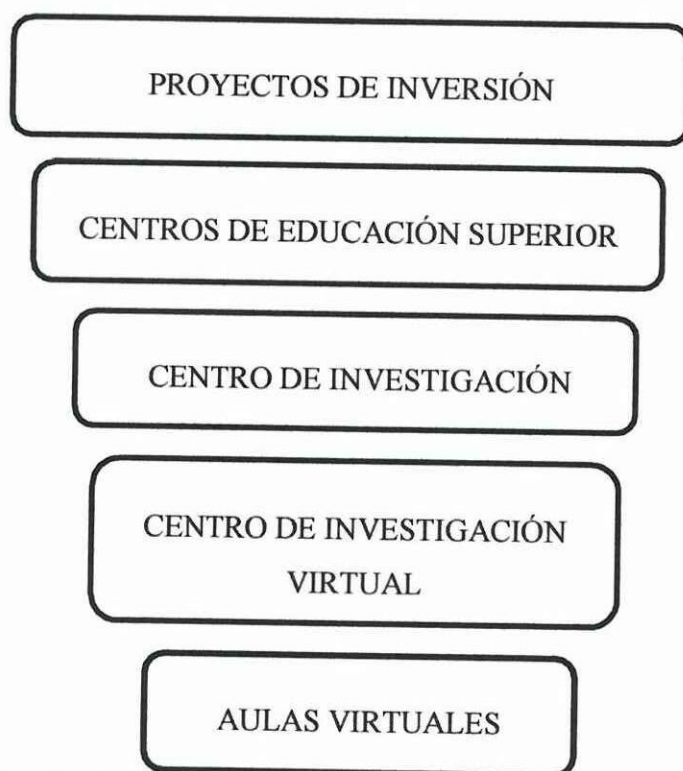 PROYECTOS DE INVERSIÓN
CENTROS DE EDUCACIÓN SUPERIOR
CENTRO DE INVESTIGACIÓN
CENTRO DE INVESTIGACIÓN
VIRTUAL
AULAS VIRTUALES